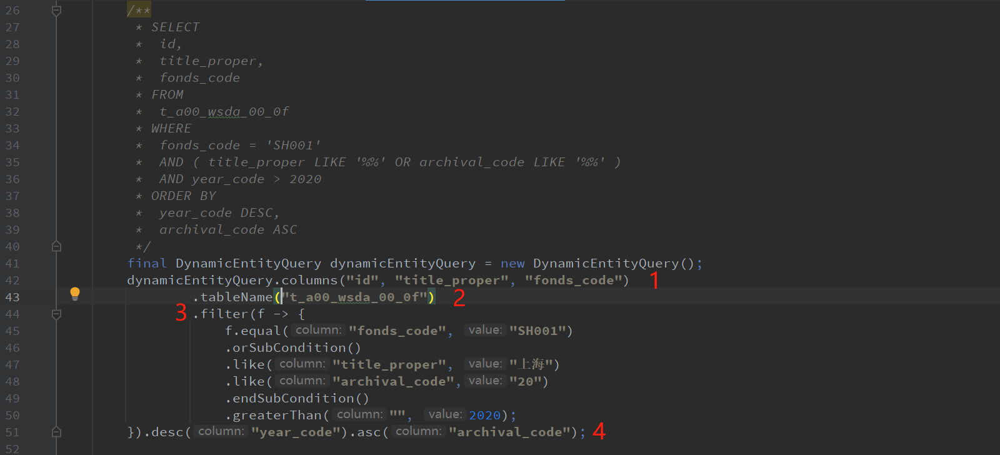 26 /**
27 * SELECT
28 * id,
29 * title_proper,
30 * fonds_code
31 * FROM
32 * t_a00_wsda_00_0f
33 * WHERE
34 * fonds_code = 'SH001'
35 * AND ( title_proper LIKE '%%' OR archival_code LIKE '%%' )
36 * AND year_code > 2020
37 * ORDER BY
38 * year_code DESC,
39 * archival_code ASC
40 */
41 final DynamicEntityQuery dynamicEntityQuery = new DynamicEntityQuery();
42 dynamicEntityQuery.columns("id", "title_proper", "fonds_code") 1
43 .tableName("t_a00_wsda_00_0f") 2
44 3 .filter(f -> {
45 f.equal( column: "fonds_code", value: "SH001")
46 .orSubCondition()
47 .like( column: "title_proper", value: "上海")
48 .like( column: "archival_code", value: "20")
49 .endSubCondition()
50 .greaterThan( column: "", value: 2020);
51 }).desc( column: "year_code").asc( column: "archival_code"); 4
52